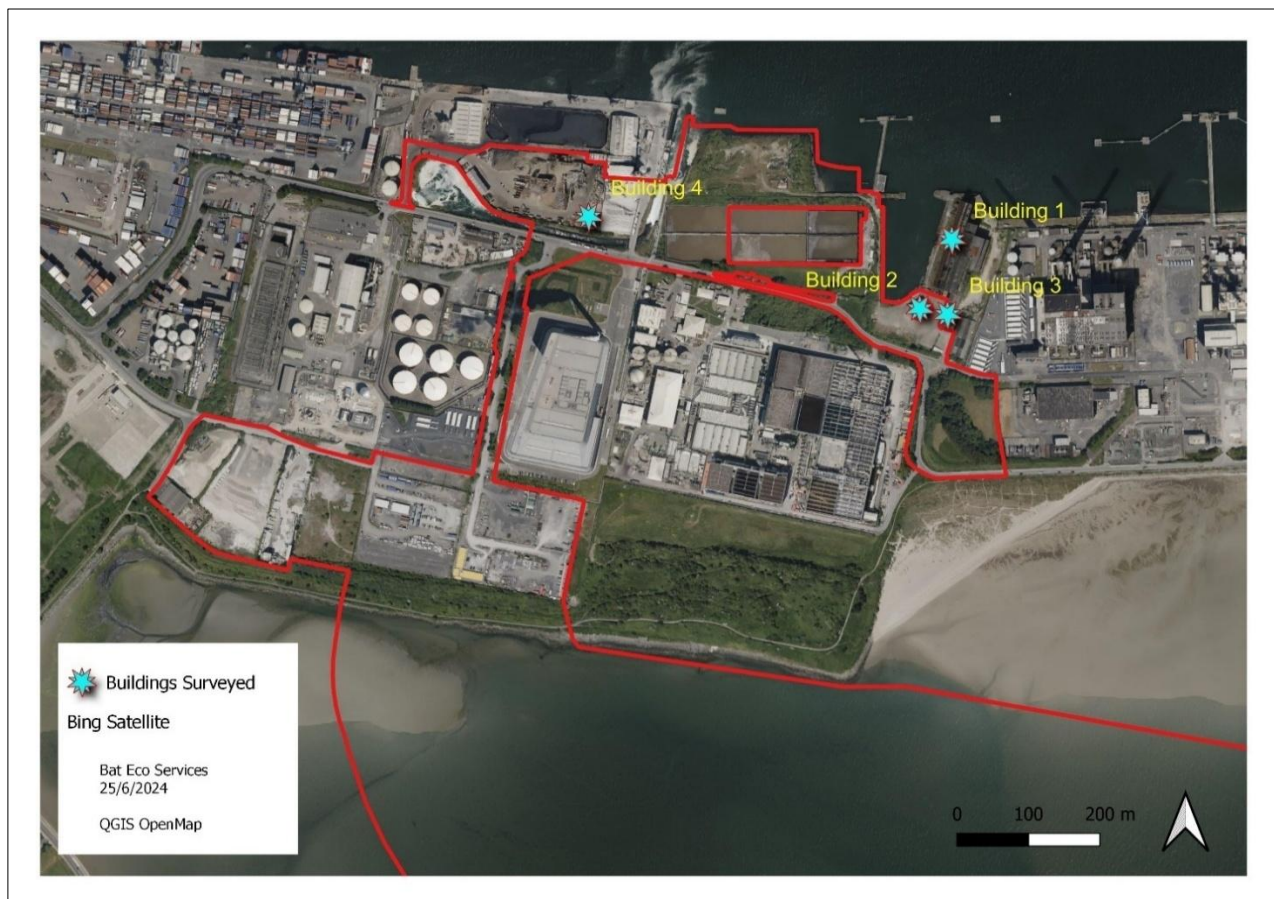 Building 4
Building 1
Building 2
Building 3
Buildings Surveyed
Bing Satellite
Bat Eco Services
25/6/2024
QGIS OpenMap
0 100 200 m